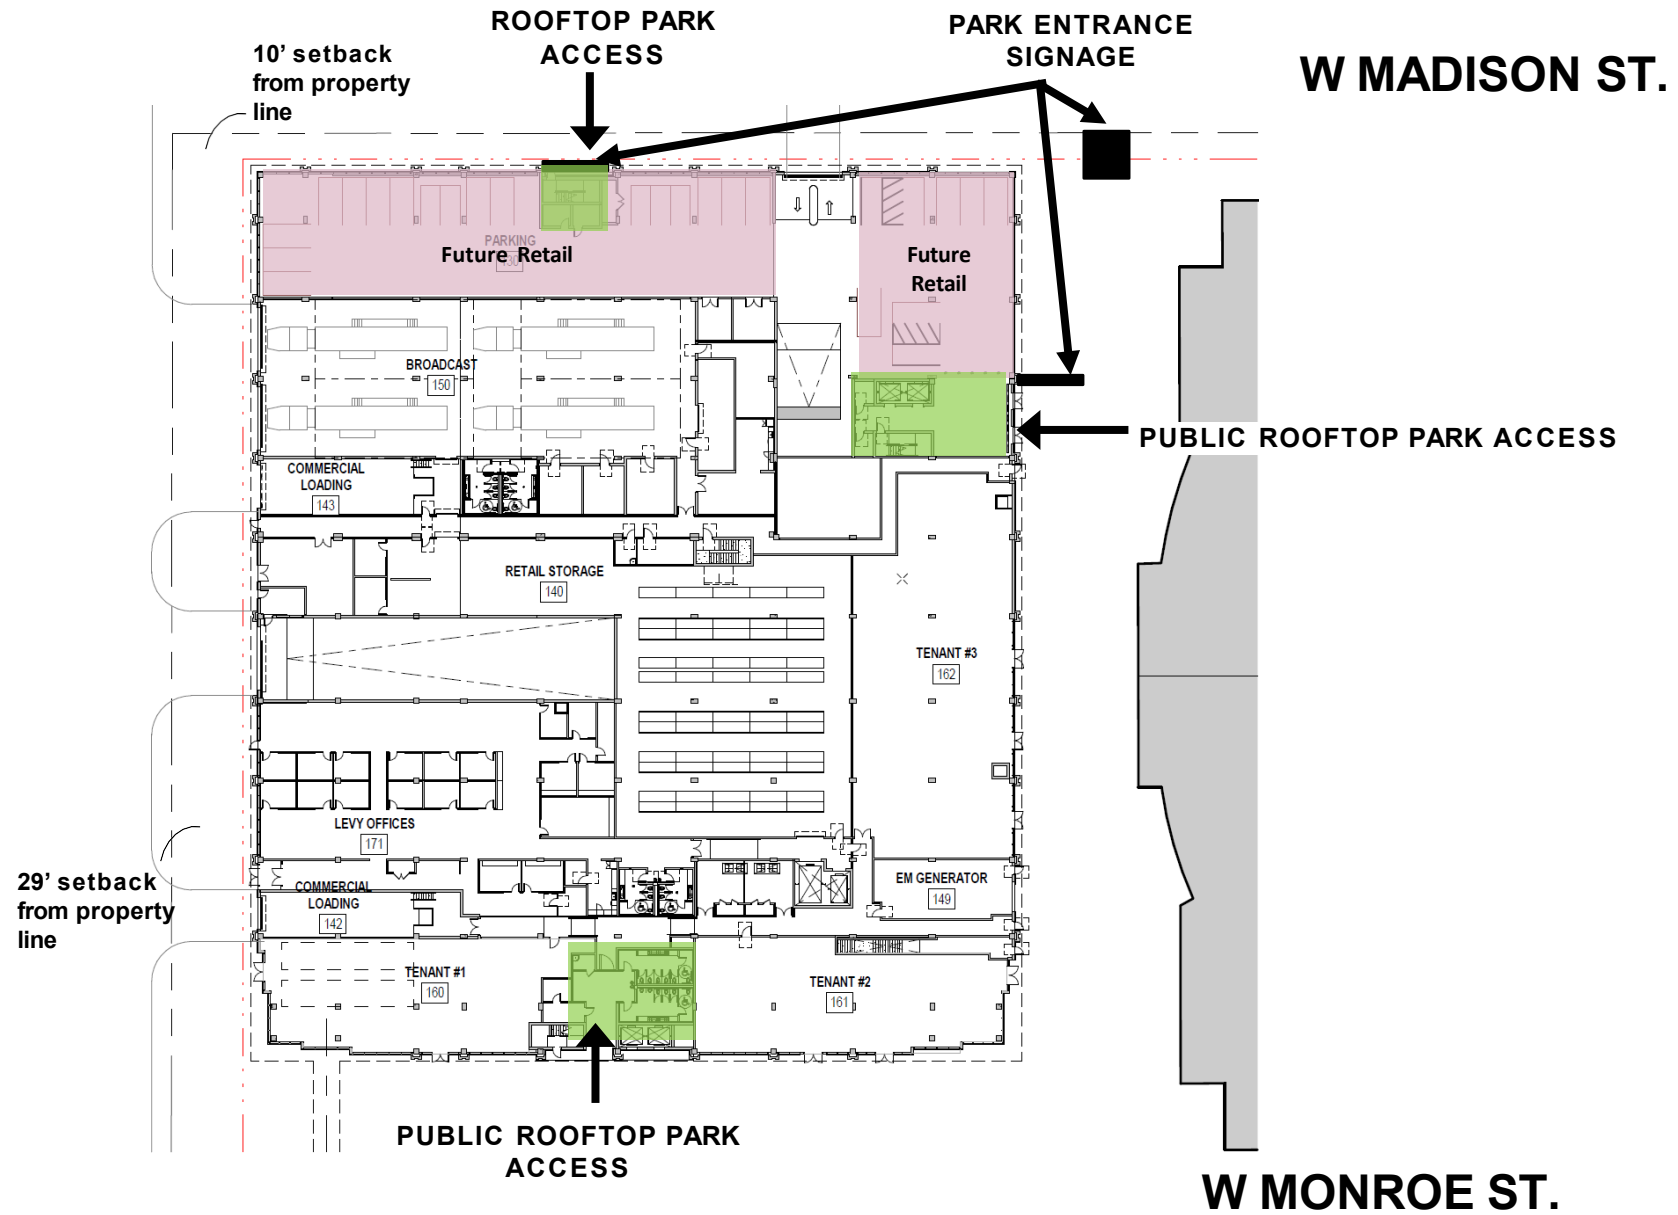 ROOFTOP PARK
ACCESS
PARK ENTRANCE
SIGNAGE
W MADISON ST.
10’ setback
from property
line
PARKING
130
Future Retail
Future
Retail
BROADCAST
150
PUBLIC ROOFTOP PARK ACCESS
COMMERCIAL
LOADING
143
RETAIL STORAGE
140
TENANT #3
162
LEVY OFFICES
171
29’ setback
from property
line
COMMERCIAL
LOADING
142
EM GENERATOR
149
TENANT #1
160
TENANT #2
161
PUBLIC ROOFTOP PARK
ACCESS
W MONROE ST.